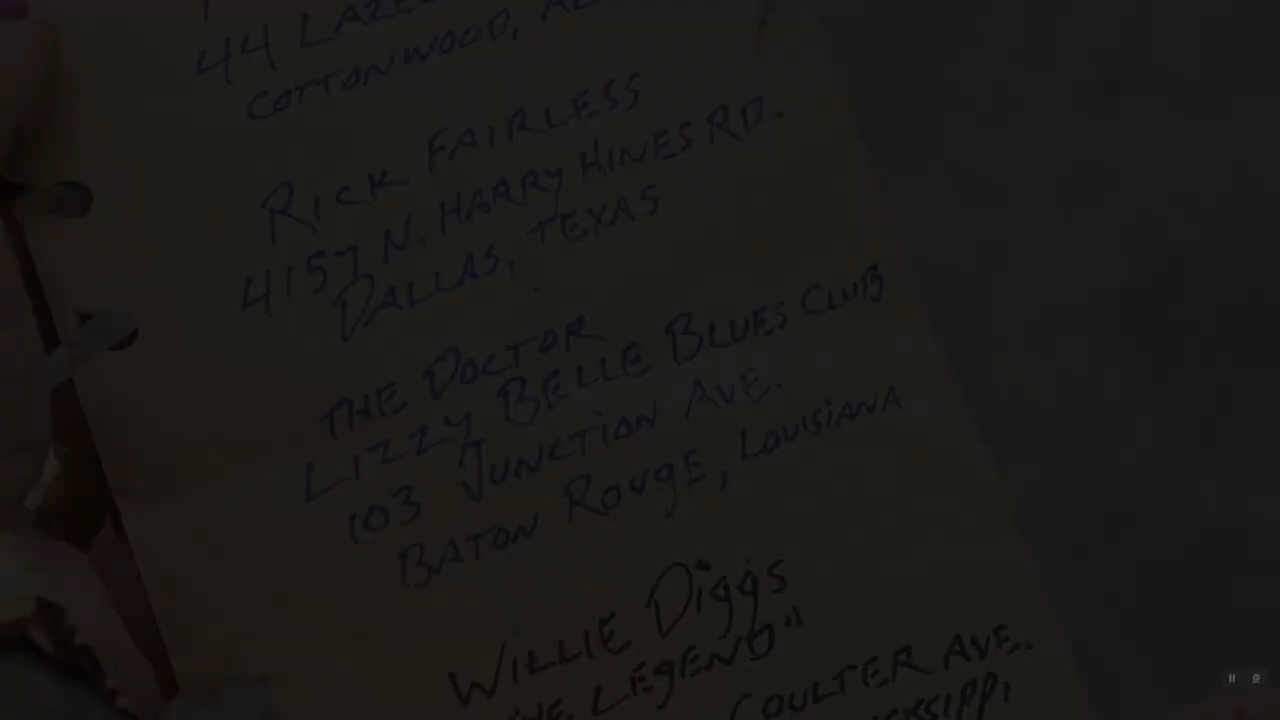 44
COTTONWOOD,
RICK FAIRLESS
4157 N. HARRY HINES RD.
DALLAS, TEXAS
THE DOCTOR
LIZZY BELLE BLUES CLUB
103 JUNCTION AVE.
BATON ROUGE, LOUISIANA
WILLIE DIGGS
LEGEND"
COULTER AVE.